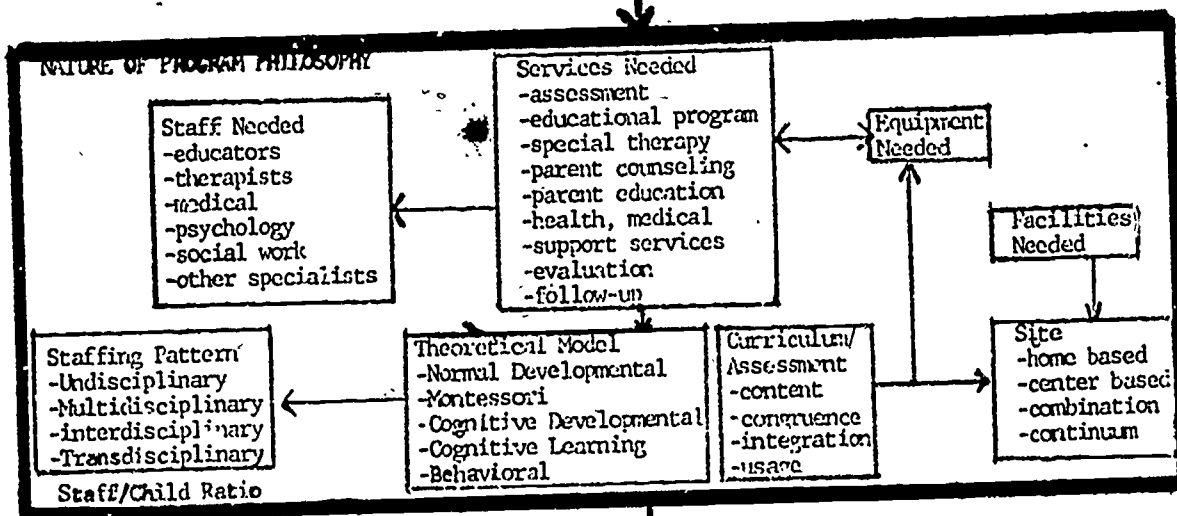 NATURE OF PROGRAM PHILOSOPHY
Staff Needed
-educators
-therapists
-medical
-psychology
-social work
-other specialists
Services Needed
-assessment
-educational program
-special therapy
-parent counseling
-parent education
-health, medical
-support services
-evaluation
-follow-up
Equipment
Needed
Facilities
Needed
Staffing Pattern
-Undisciplinary
-Multidisciplinary
-interdisciplinary
-Transdisciplinary
Staff/Child Ratio
Theoretical Model
-Normal Developmental
-Montessori
-Cognitive Developmental
-Cognitive Learning
-Behavioral
Curriculum/
Assessment
-content
-congruence
-integration
-usage
Site
-home based
-center based
-combination
-continuum